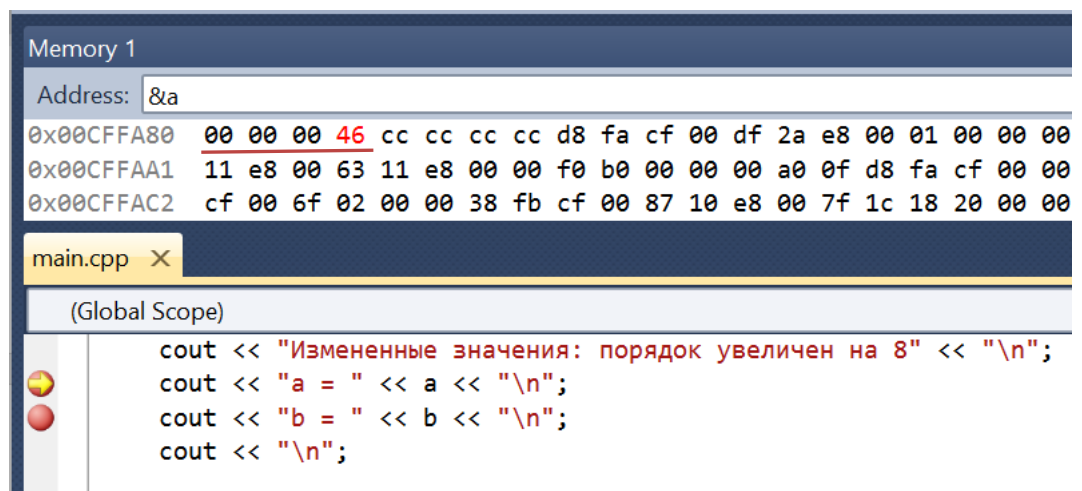 Memory 1
Address: &a
0x00CFFA80 00 00 00 46 cc cc cc cc d8 fa cf 00 df 2a e8 00 01 00 00 00
0x00CFFAA1 11 e8 00 63 11 e8 00 00 f0 b0 00 00 00 a0 0f d8 fa cf 00 00
0x00CFFAC2 cf 00 6f 02 00 00 38 fb cf 00 87 10 e8 00 7f 1c 18 20 00 00
main.cpp
(Global Scope)
cout << "Измененные значения: порядок увеличен на 8" << "\n";
cout << "a = " << a << "\n";
cout << "b = " << b << "\n";
cout << "\n";